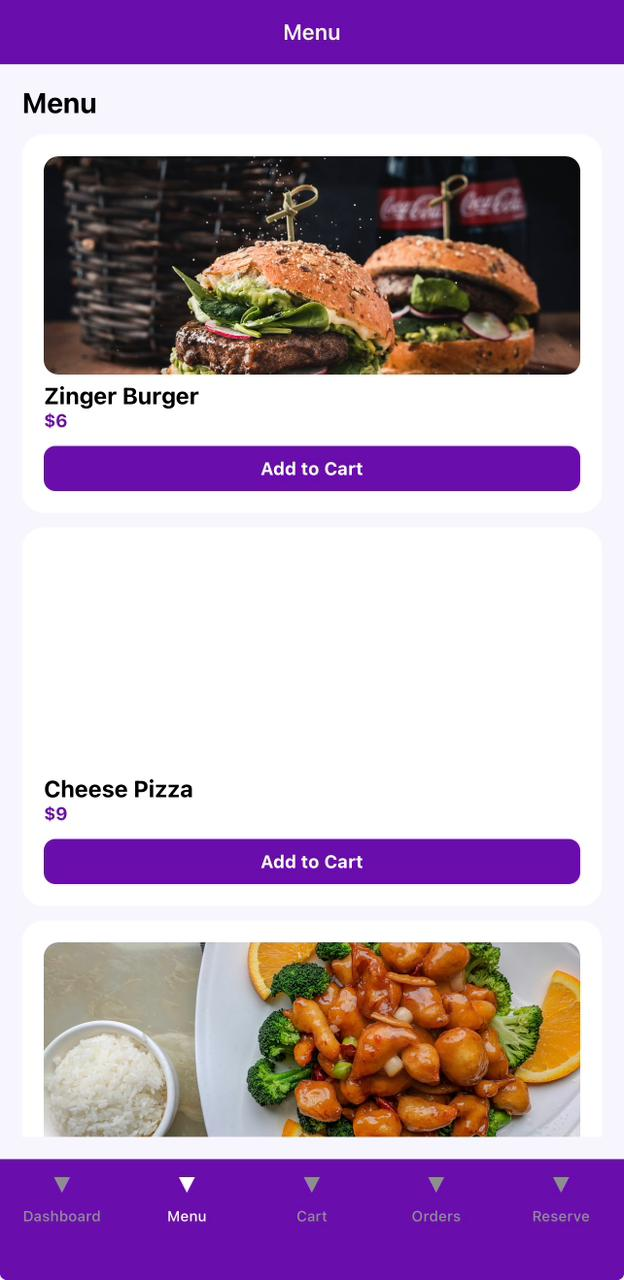 Menu
Menu
Coca-Cola Coca-Cola
Zinger Burger
$6
Add to Cart
Cheese Pizza
$9
Add to Cart
Dashboard
Menu
Cart
Orders
Reserve